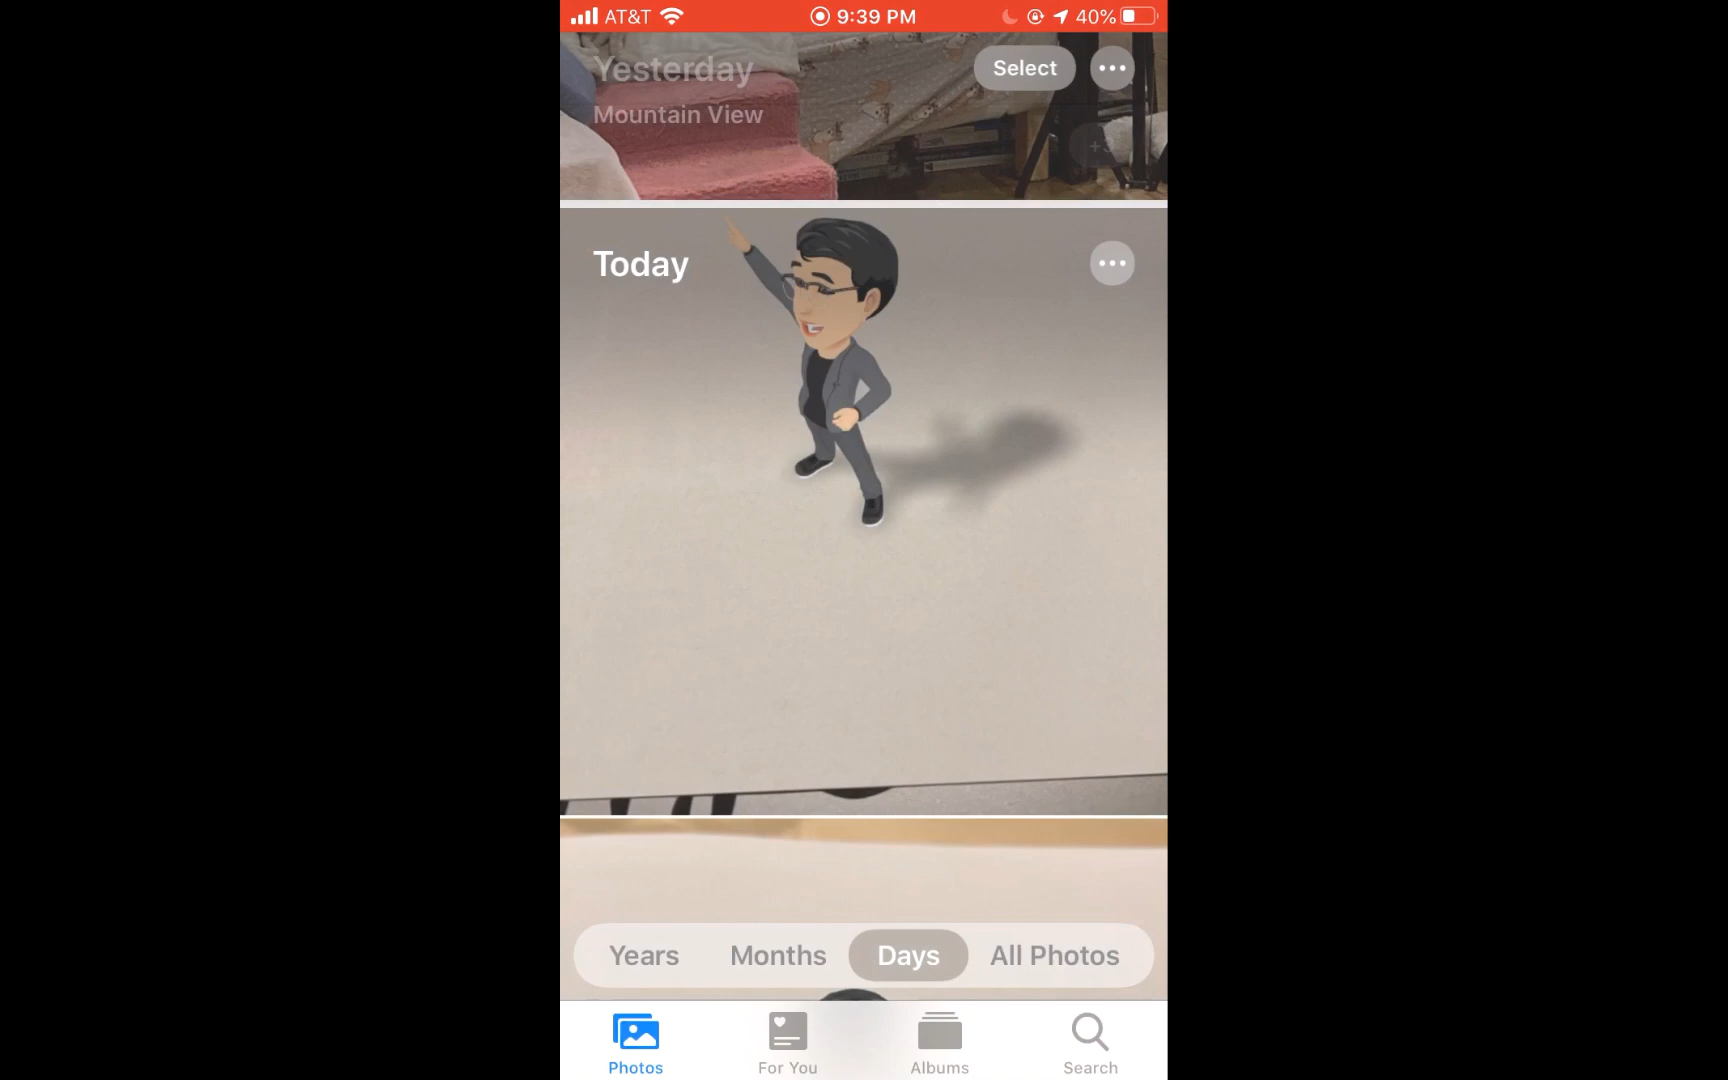 AT&T 9:39 PM 40%
Yesterday
Select
Mountain View
Today
Years Months Days All Photos
Photos For You Albums Search